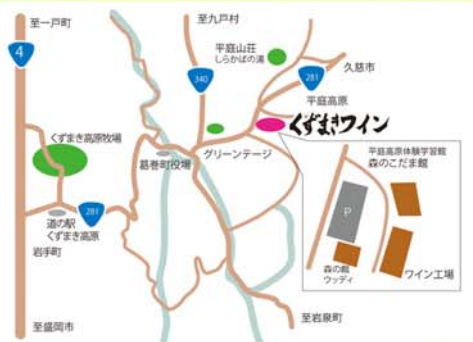 至一戸町
4
至九戸村
平庭山荘
しらかばの湯
340
281
久慈市
平庭高原
くずまきワイン
くずまき高原牧場
葛巻町役場
グリーンテージ
平庭高原体験学習館
森のこだま館
P
281
道の駅
くずまき高原
岩手町
森の館
ウッディ
ワイン工場
至岩泉町
至盛岡市